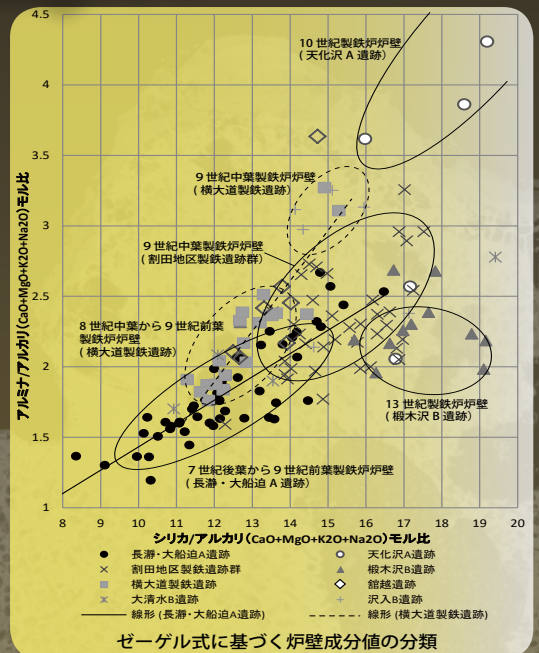 4.5
4
3.5
3
2.5
2
1.5
1
アルミナ/アルカリ(CaO+MgO+K2O+Na2O)モル比
10世紀製鉄炉炉壁
(天化沢A遺跡)
9世紀中葉製鉄炉炉壁
(横大道製鉄遺跡)
9世紀中葉製鉄炉炉壁
(割田地区製鉄遺跡群)
8世紀中葉から9世紀前葉
製鉄炉炉壁
(横大道製鉄遺跡)
13世紀製鉄炉炉壁
(椴木沢B遺跡)
7世紀後葉から9世紀前葉製鉄炉炉壁
(長瀞・大船迫A遺跡)
8 9 10 11 12 13 14 15 16 17 18 19 20
シリカ/アルカリ(CaO+MgO+K2O+Na2O)モル比
長瀞・大船迫A遺跡 天化沢A遺跡
割田地区製鉄遺跡群 椴木沢B遺跡
横大道製鉄遺跡 舘越遺跡
大清水B遺跡 沢入B遺跡
線形 (長瀞・大船迫A遺跡) 線形 (横大道製鉄遺跡)
ゼーゲル式に基づく炉壁成分値の分類